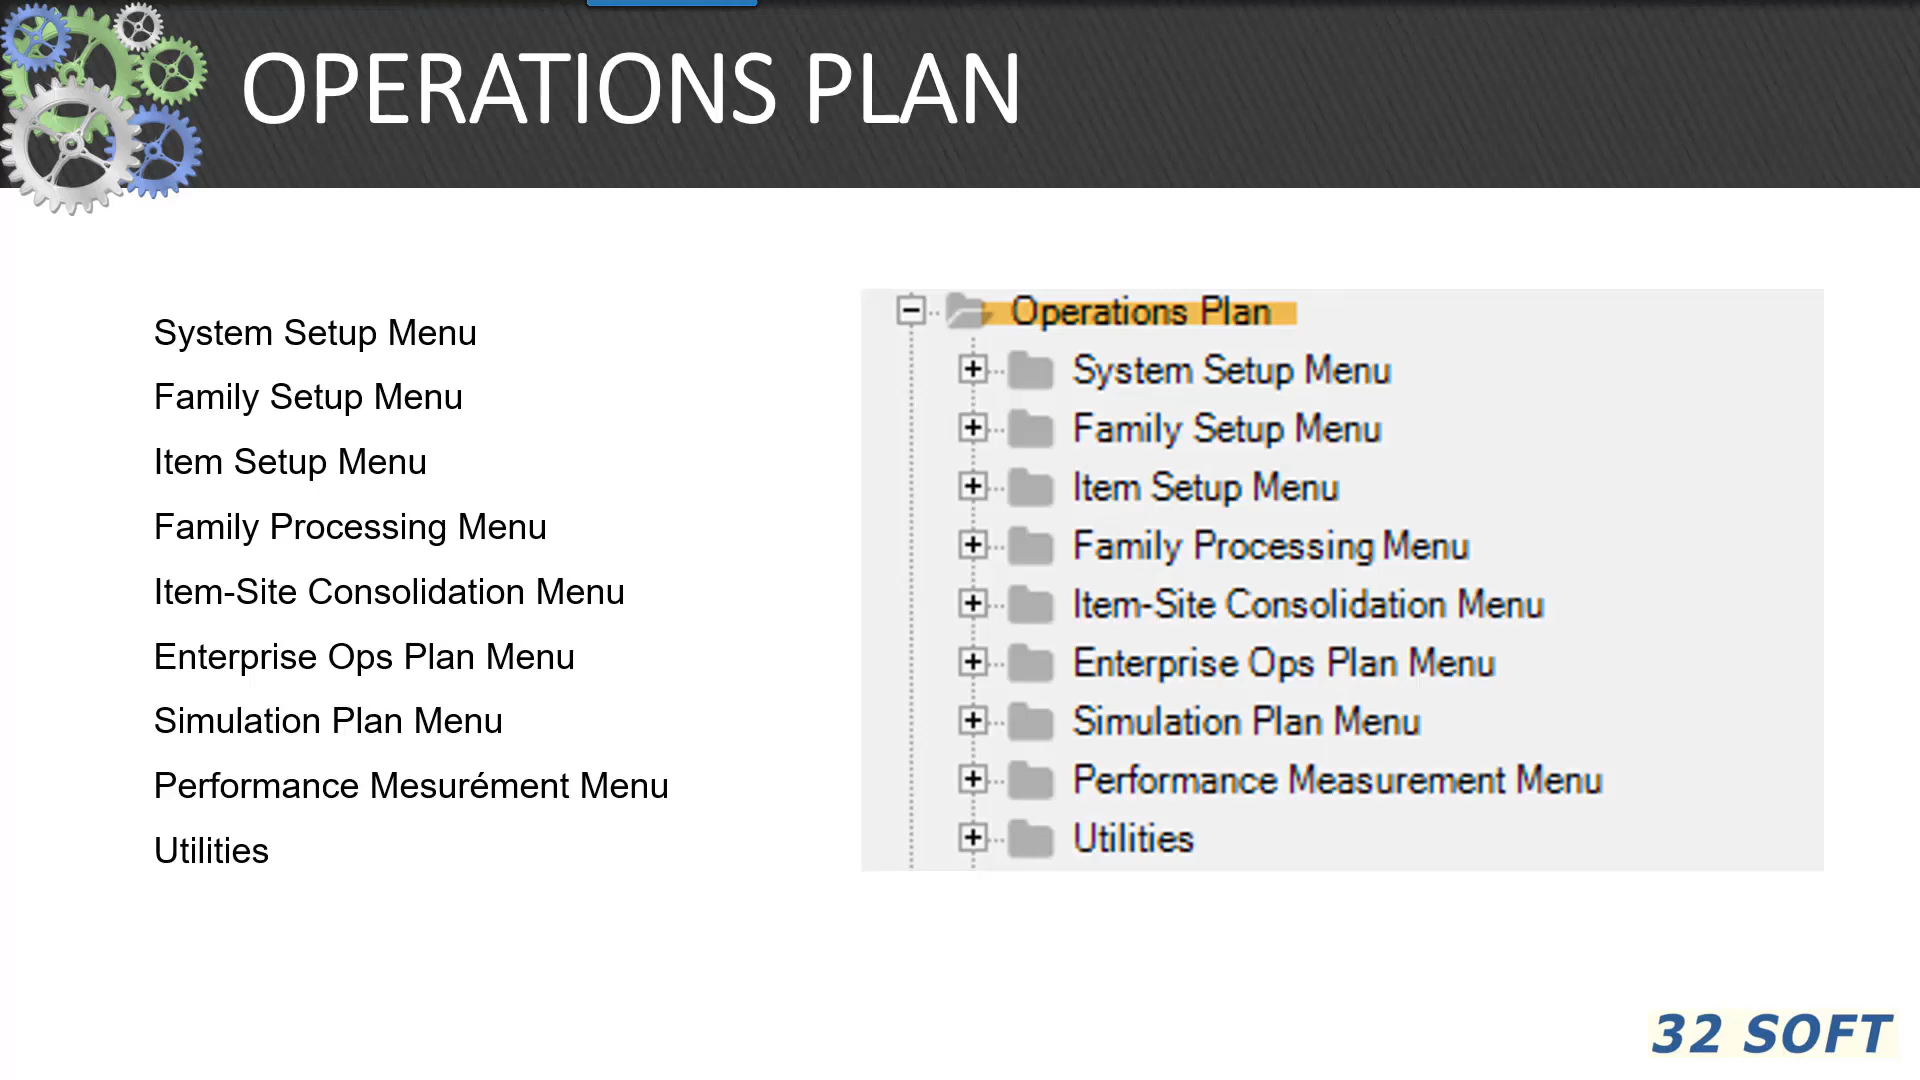 OPERATIONS PLAN
System Setup Menu
Family Setup Menu
Item Setup Menu
Family Processing Menu
Item-Site Consolidation Menu
Enterprise Ops Plan Menu
Simulation Plan Menu
Performance Mesurément Menu
Utilities
Operations Plan
System Setup Menu
Family Setup Menu
Item Setup Menu
Family Processing Menu
Item-Site Consolidation Menu
Enterprise Ops Plan Menu
Simulation Plan Menu
Performance Measurement Menu
Utilities
32 SOFT